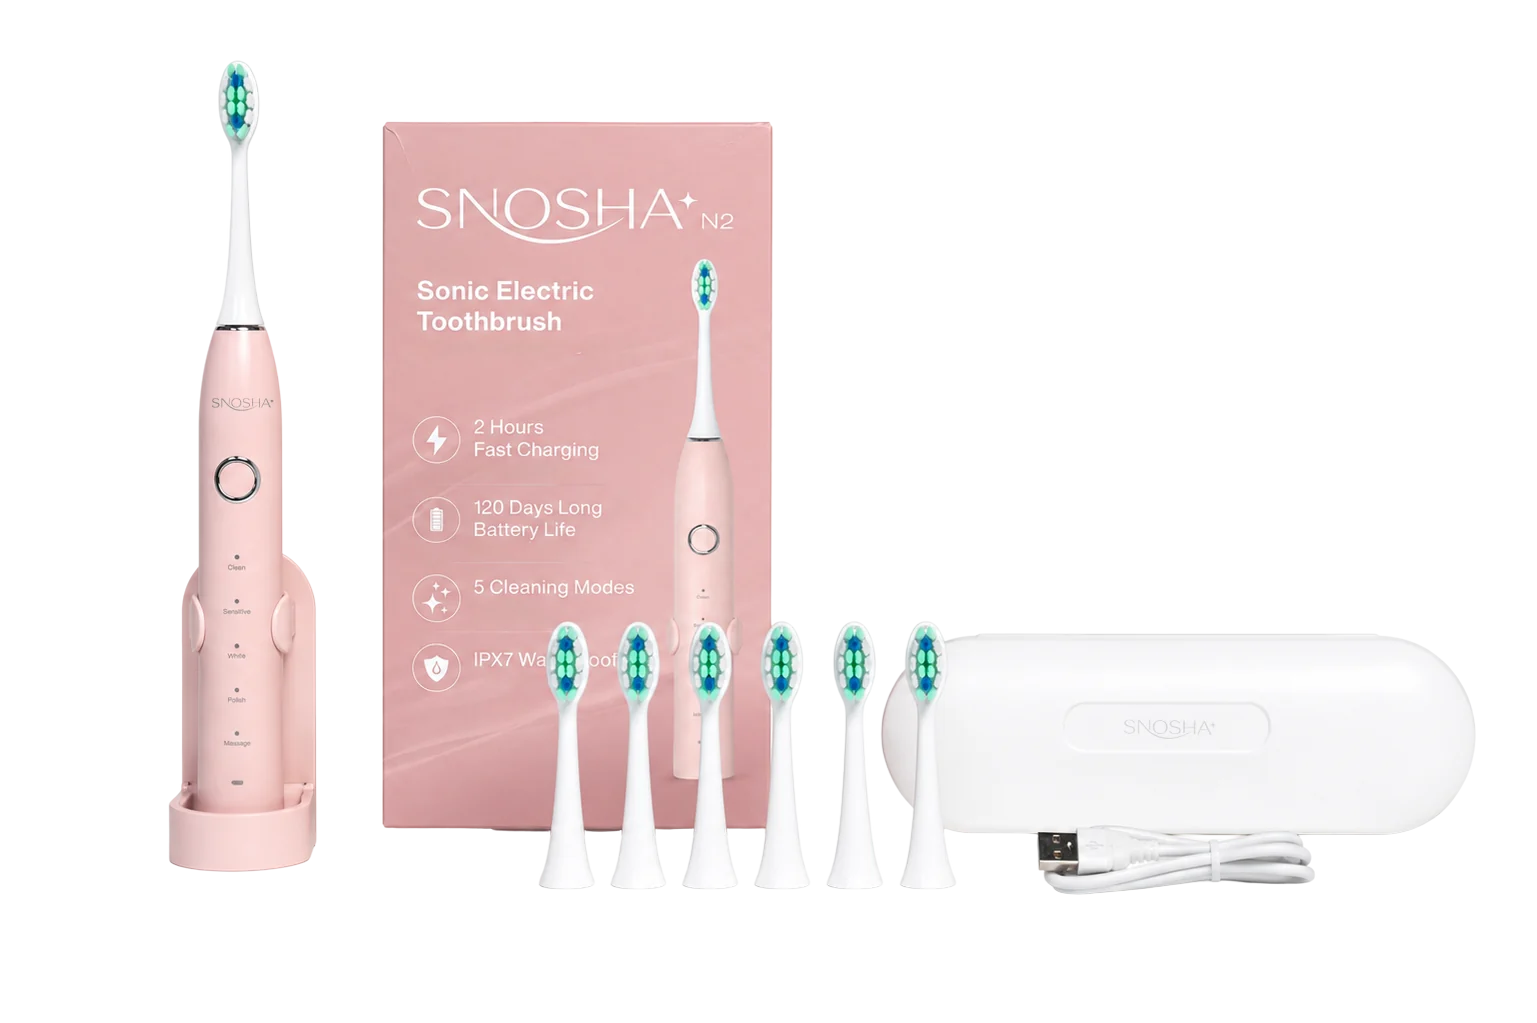 SNOSHA
Clean
Sensitive
White
Polish
Massage
SNOSHA N2
Sonic Electric
Toothbrush
2 Hours
Fast Charging
120 Days Long
Battery Life
5 Cleaning Modes
IPX7
SNOSHA